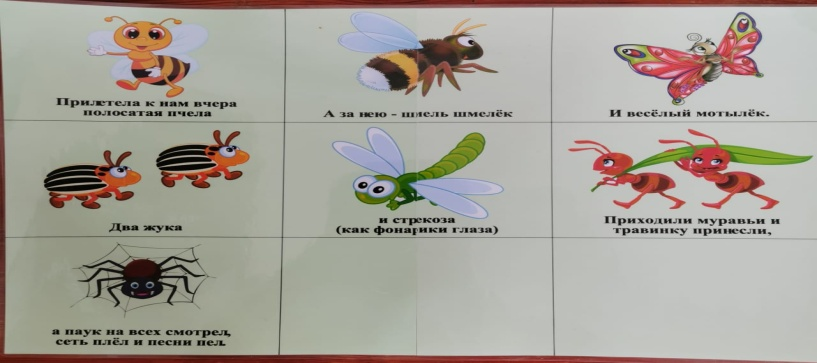 Прилетела к нам вчера
полосатая пчела
А за нею - шмель шмелёк
И весёлый мотылёк.
Два жука
и стрекоза
(как фонарики глаза)
Приходили муравьи и
травинку принесли,
а паук на всех смотрел,
сеть плёл и песни пел.